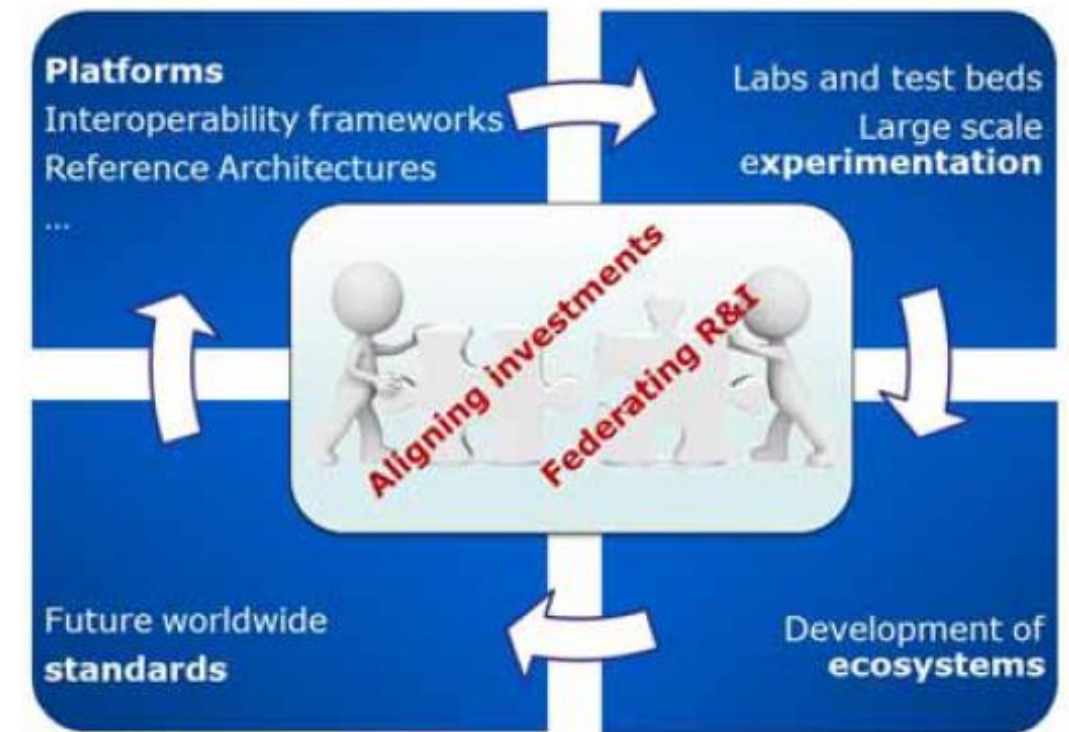 Platforms
Interoperability frameworks
Reference Architectures
...
Labs and test beds
Large scale
experimentation
Aligning investments
Federating R&I
Future worldwide
standards
Development of
ecosystems